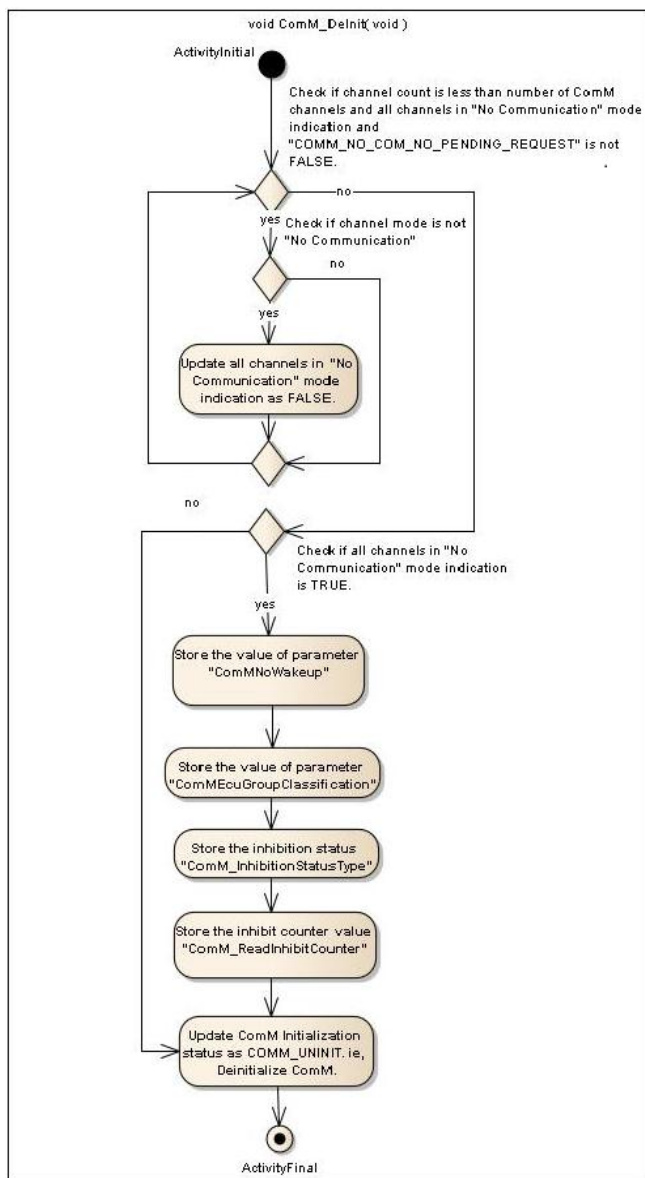 void ComM_DeInit( void )
ActivityInitial
Check if channel count is less than number of ComM
channels and all channels in "No Communication" mode
indication and
"COMM_NO_COM_NO_PENDING_REQUEST" is not
FALSE.
no
yes
Check if channel mode is not
"No Communication"
no
yes
Update all channels in "No
Communication" mode
indication as FALSE.
no
Check if all channels in "No
Communication" mode indication
is TRUE.
yes
Store the value of parameter
"ComMNoWakeup"
Store the value of parameter
"ComMEcuGroupClassification"
Store the inhibition status
"ComM_InhibitionStatusType"
Store the inhibit counter value
"ComM_ReadInhibitCounter"
Update ComM Initialization
status as COMM_UNINIT. ie,
Deinitialize ComM.
ActivityFinal